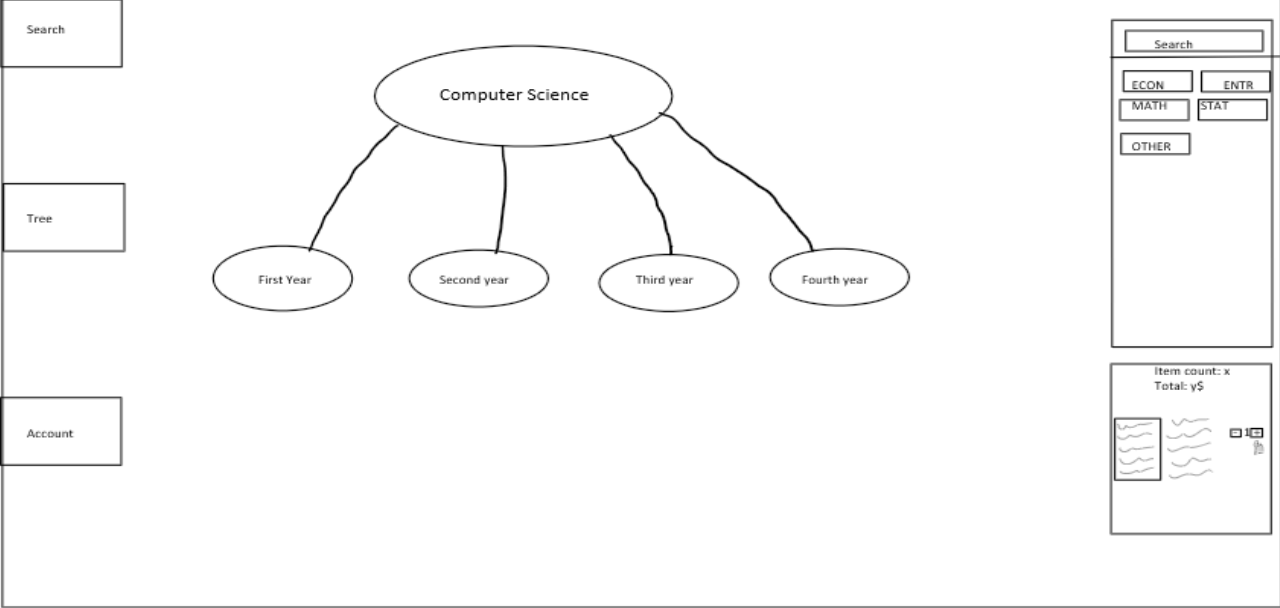 Search
Tree
Account
Computer Science
First Year
Second year
Third year
Fourth year
Search
ECON
ENTR
MATH
STAT
OTHER
Item count: x
Total: y$
- 1 +